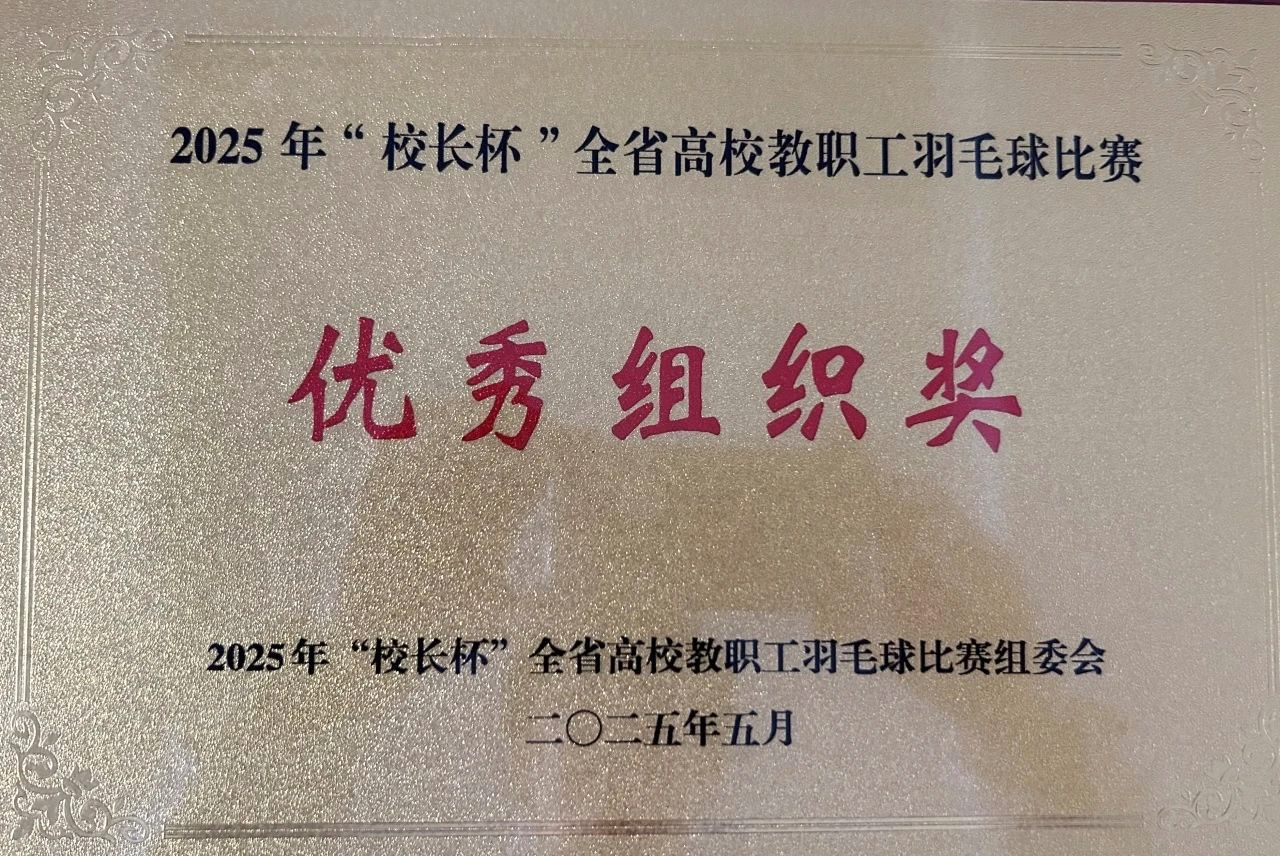 2025年“校长杯”全省高校教职工羽毛球比赛
优秀组织奖
2025年“校长杯”全省高校教职工羽毛球比赛组委会
二〇二五年五月